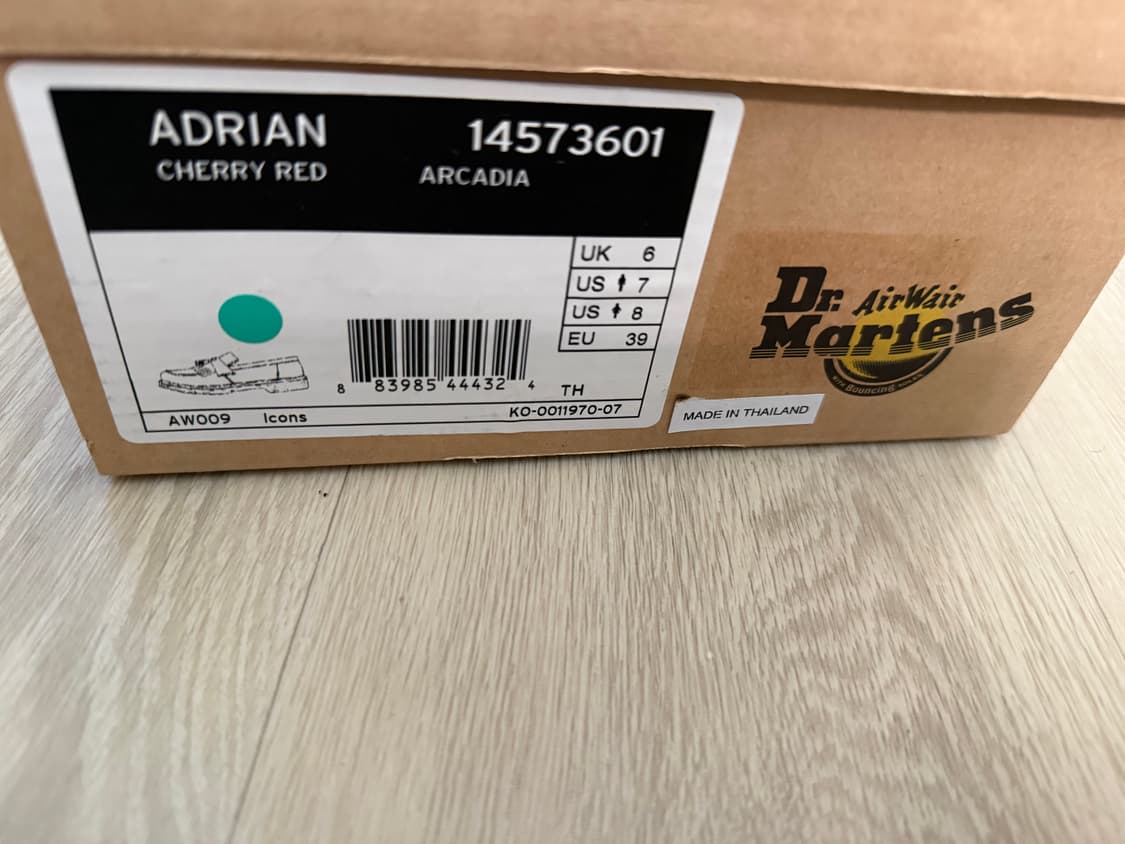 ADRIAN 14573601
CHERRY RED ARCADIA
UK 6
US 7
US 8
EU 39
8 83985 44432 4
TH
AW009 Icons KO-0011970-07
MADE IN THAILAND
Dr. AirWair
Martens
WITH Bouncing